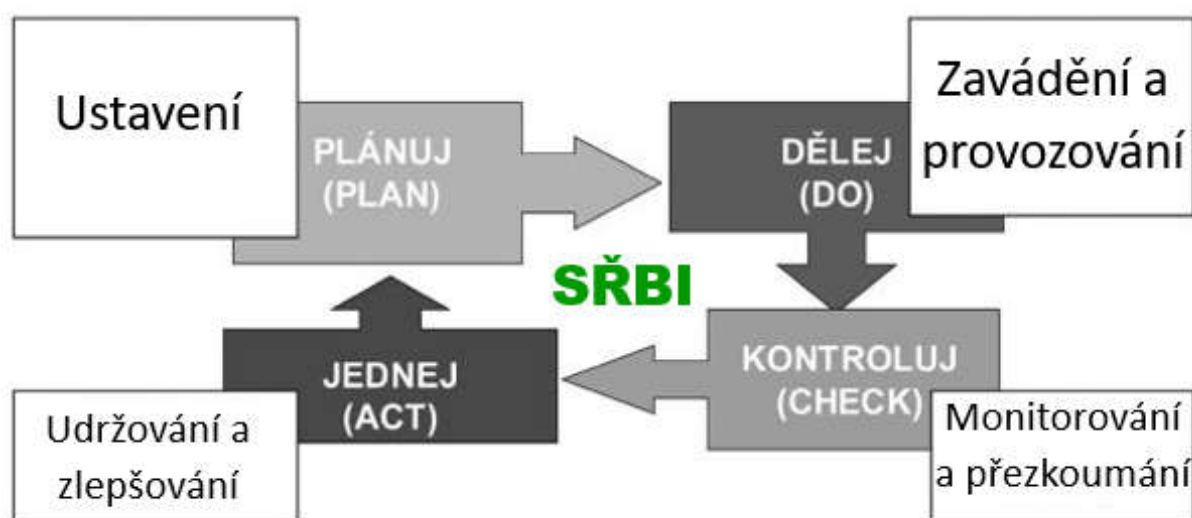 Ustavení
PLÁNUJ
(PLAN)
DĚLEJ
(DO)
Zavádění a
provozování
SŘBI
JEDNEJ
(ACT)
Udržování a
zlepšování
KONTROLUJ
(CHECK)
Monitorování
a přezkoumání